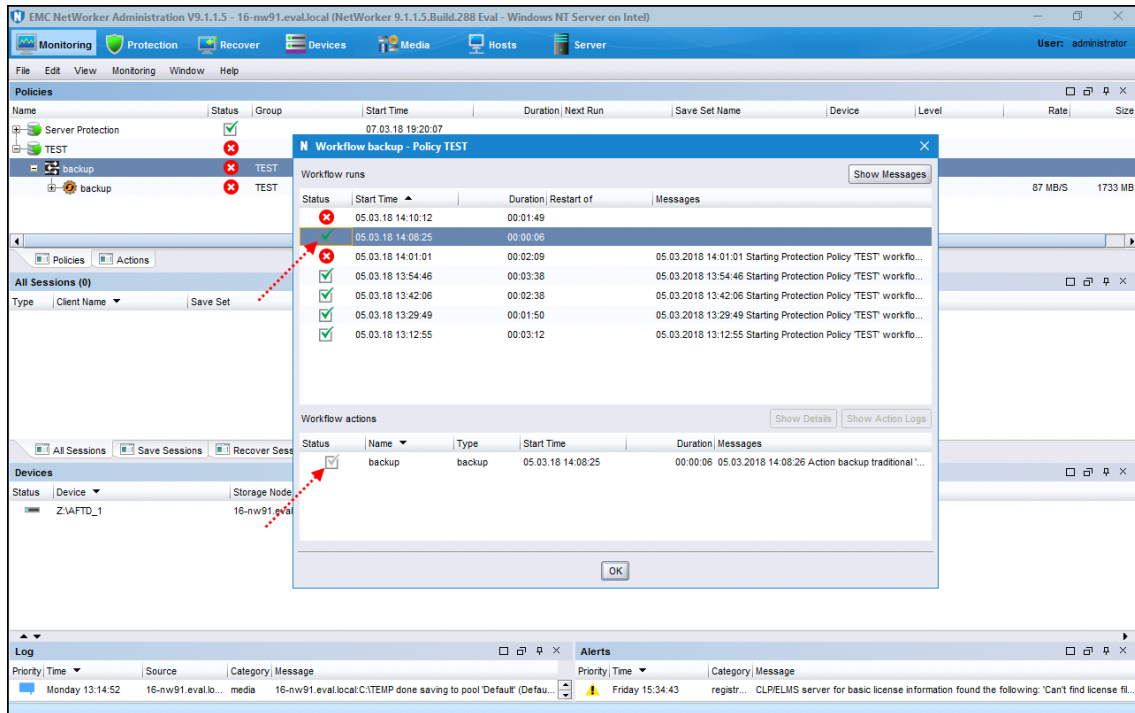 EMC NetWorker Administration V9.1.1.5 - 16-nw91.eval.local (NetWorker 9.1.1.5.Build.288 Eval - Windows NT Server on Intel)
Monitoring Protection Recover Devices Media Hosts Server User: administrator
File Edit View Monitoring Window Help
Policies
Name Status Group Start Time Duration Next Run Save Set Name Device Level Rate Size
Server Protection 07.03.18 19:20:07
TEST
backup TEST
backup TEST 87 MB/S 1733 MB
Policies Actions
All Sessions (0)
Type Client Name Save Set
All Sessions Save Sessions Recover Sess
Devices
Status Device Storage Node
Z:\AFTD_1 16-nw91.eval
Workflow backup - Policy TEST
Workflow runs Show Messages
Status Start Time Duration Restart of Messages
05.03.18 14:10:12 00:01:49
05.03.18 14:08:25 00:00:06
05.03.18 14:01:01 00:02:09 05.03.2018 14:01:01 Starting Protection Policy 'TEST' workflo...
05.03.18 13:54:46 00:03:38 05.03.2018 13:54:46 Starting Protection Policy 'TEST' workflo...
05.03.18 13:42:06 00:02:38 05.03.2018 13:42:06 Starting Protection Policy 'TEST' workflo...
05.03.18 13:29:49 00:01:50 05.03.2018 13:29:49 Starting Protection Policy 'TEST' workflo...
05.03.18 13:12:55 00:03:12 05.03.2018 13:12:55 Starting Protection Policy 'TEST' workflo...
Workflow actions Show Details Show Action Logs
Status Name Type Start Time Duration Messages
backup backup 05.03.18 14:08:25 00:00:06 05.03.2018 14:08:26 Action backup traditional '...
OK
Log
Priority Time Source Category Message
Monday 13:14:52 16-nw91.eval.lo... media 16-nw91.eval.local:C:\TEMP done saving to pool 'Default' (Defau...
Alerts
Priority Time Category Message
Friday 15:34:43 registr... CLP/ELMS server for basic license information found the following: 'Can't find license fil...